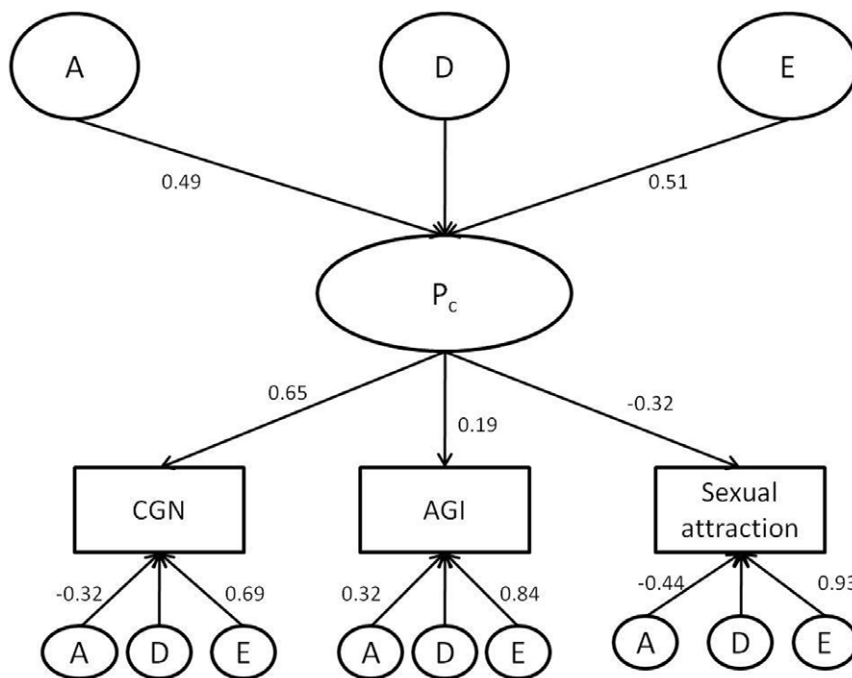 A D E
0.49 0.51
Pc
0.65 0.19 -0.32
CGN AGI Sexual attraction
-0.32 0.69 0.32 0.84 -0.44 0.93
A D E A D E A D E